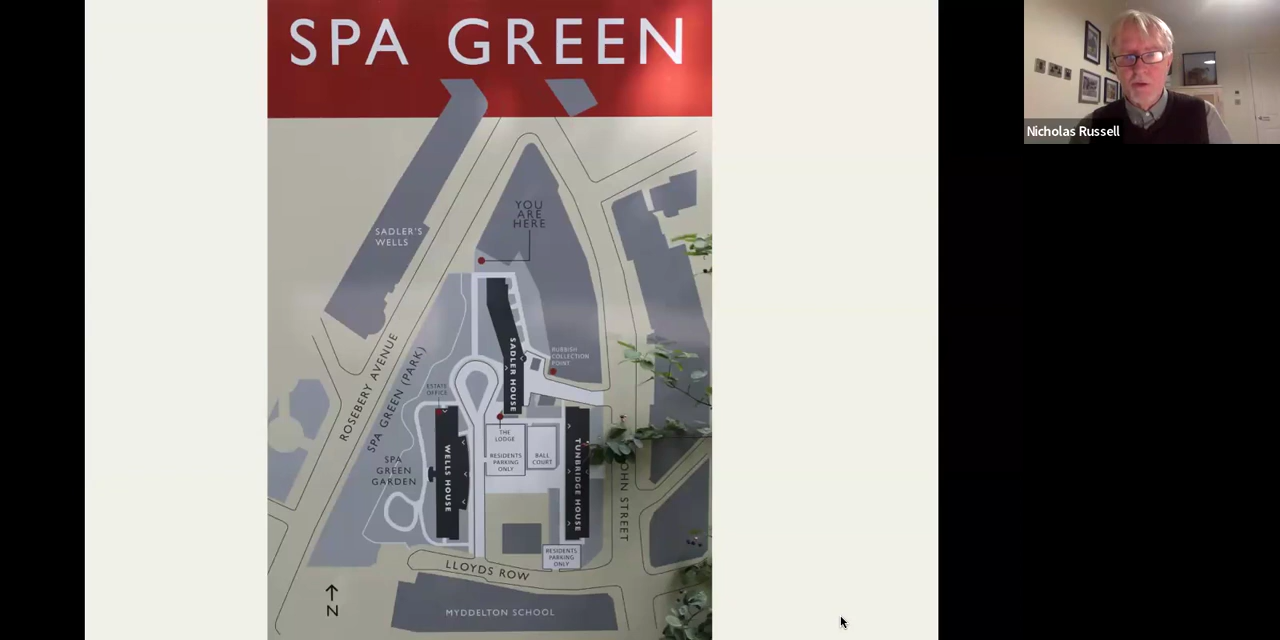 SPA GREEN
Nicholas Russell
YOU
ARE
HERE
SADLER'S
WELLS
ROSEBERY AVENUE
SPA GREEN (PARK)
SADLER HOUSE
RUBBISH
COLLECTION
POINT
ESTATE
OFFICE
THE
LODGE
RESIDENTS
PARKING
ONLY
BALL
COURT
SPA
GREEN
GARDEN
WELLS HOUSE
TUNBRIDGE HOUSE
OHN STREET
RESIDENTS
PARKING
ONLY
LLOYDS ROW
N
MYDDELTON SCHOOL